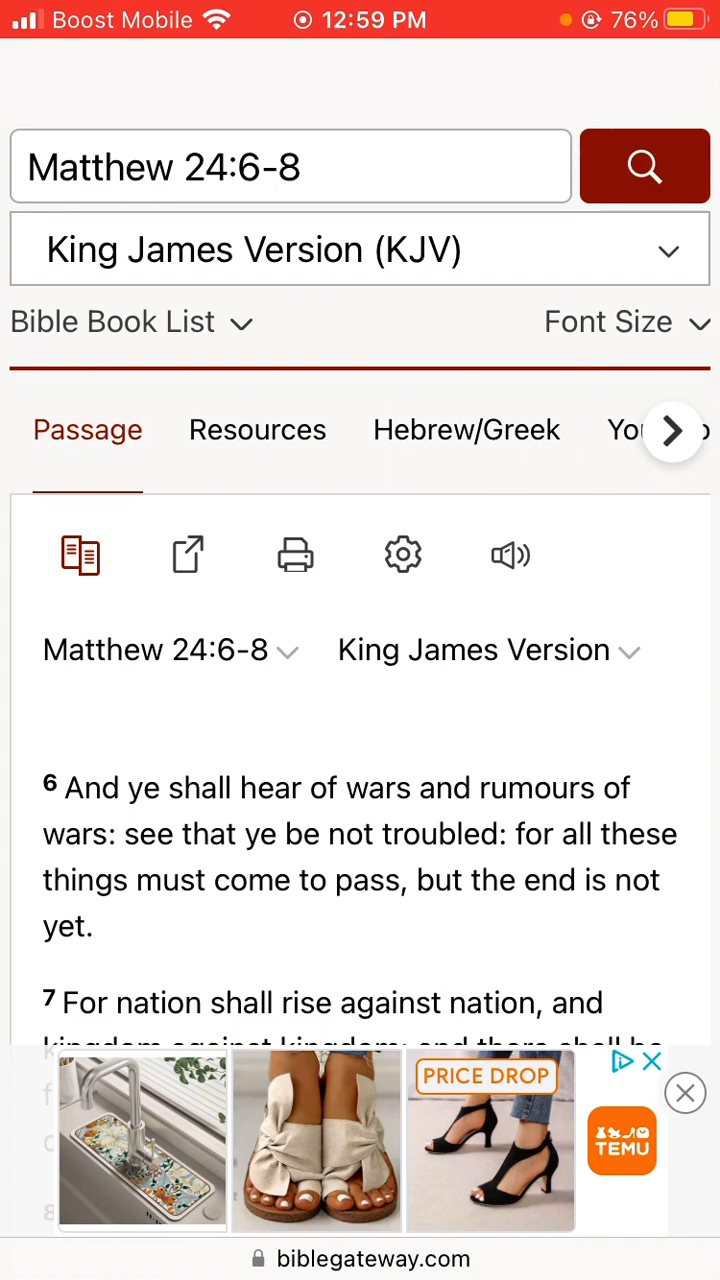 Boost Mobile 12:59 PM 76%
Matthew 24:6-8
King James Version (KJV)
Bible Book List Font Size
Passage Resources Hebrew/Greek
Matthew 24:6-8 King James Version
6 And ye shall hear of wars and rumours of
wars: see that ye be not troubled: for all these
things must come to pass, but the end is not
yet.
7 For nation shall rise against nation, and
kingdom against kingdom: and there shall be
PRICE DROP
TEMU
8
biblegateway.com